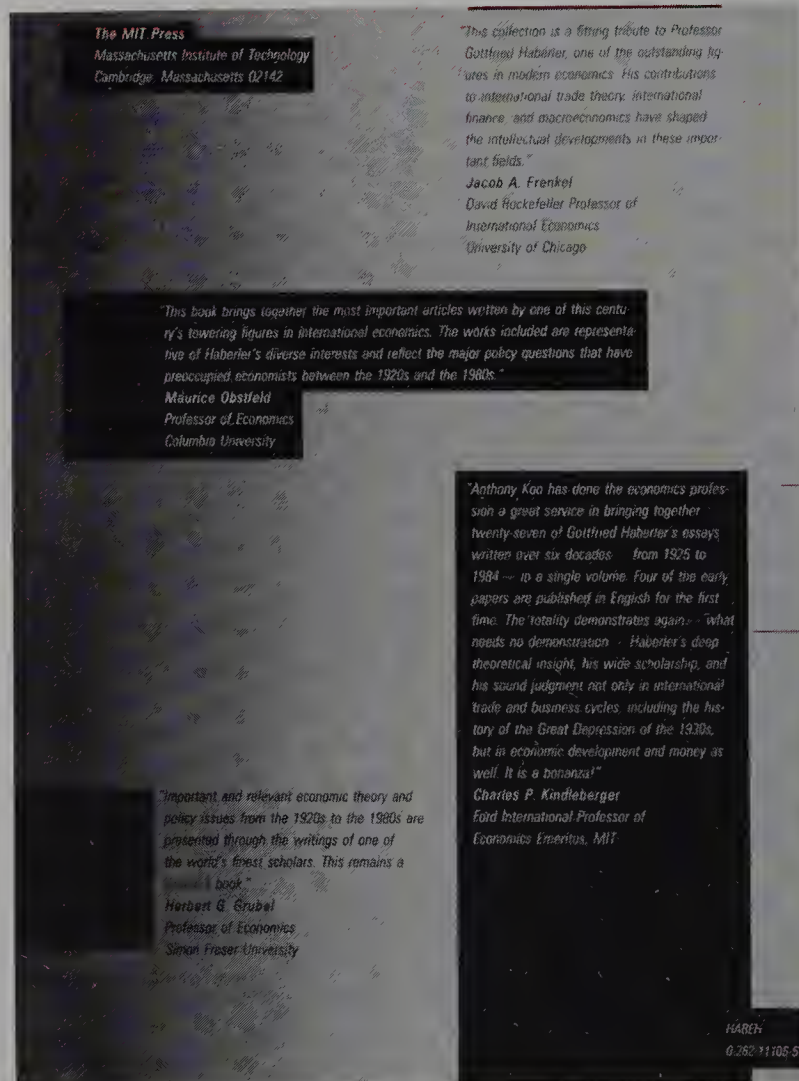 The MIT Press
Massachusetts Institute of Technology
Cambridge, Massachusetts 02142
"This collection is a fitting tribute to Professor
Gottfried Haberler, one of the outstanding fig-
ures in modern economics. His contributions
to international trade theory, international
finance, and macroeconomics have shaped
the intellectual developments in these impor-
tant fields."
Jacob A. Frenkel
David Rockefeller Professor of
International Economics
University of Chicago
"This book brings together the most important articles written by one of this centu-
ry's towering figures in international economics. The works included are representa-
tive of Haberler's diverse interests and reflect the major policy questions that have
preoccupied economists between the 1920s and the 1980s."
Maurice Obstfeld
Professor of Economics
Columbia University
"Anthony Koo has done the economics profes-
sion a great service in bringing together
twenty-seven of Gottfried Haberler's essays
written over six decades — from 1925 to
1984 — in a single volume. Four of the early
papers are published in English for the first
time. The totality demonstrates again — what
needs no demonstration — Haberler's deep
theoretical insight, his wide scholarship, and
his sound judgment not only in international
trade and business cycles, including the his-
tory of the Great Depression of the 1930s,
but in economic development and money as
well. It is a bonanza!"
Charles P. Kindleberger
Ford International Professor of
Economics Emeritus, MIT
"Important and relevant economic theory and
policy issues from the 1920s to the 1980s are
presented through the writings of one of
the world's finest scholars. This remains a
book."
Herbert G. Grubel
Professor of Economics
Simon Fraser University
HABEH
0-262-11105-5